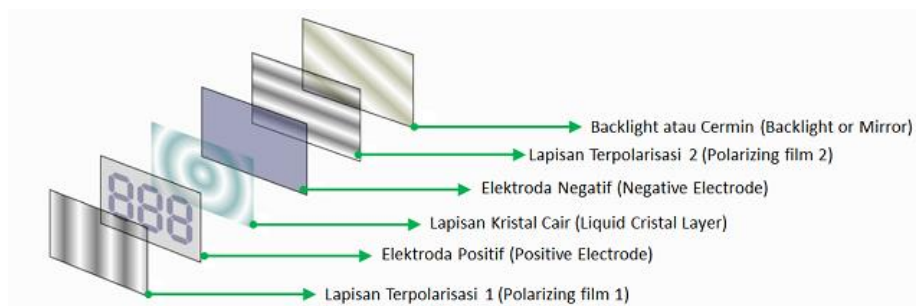 Backlight atau Cermin (Backlight or Mirror)
Lapisan Terpolarisasi 2 (Polarizing film 2)
Elektroda Negatif (Negative Electrode)
Lapisan Kristal Cair (Liquid Cristal Layer)
888
Elektroda Positif (Positive Electrode)
Lapisan Terpolarisasi 1 (Polarizing film 1)